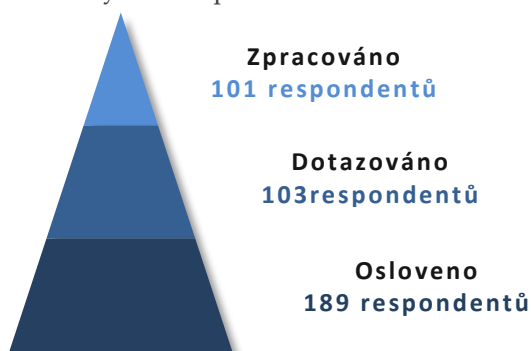 Zpracováno
101 respondentů
Dotazováno
103respondentů
Osloveno
189 respondentů